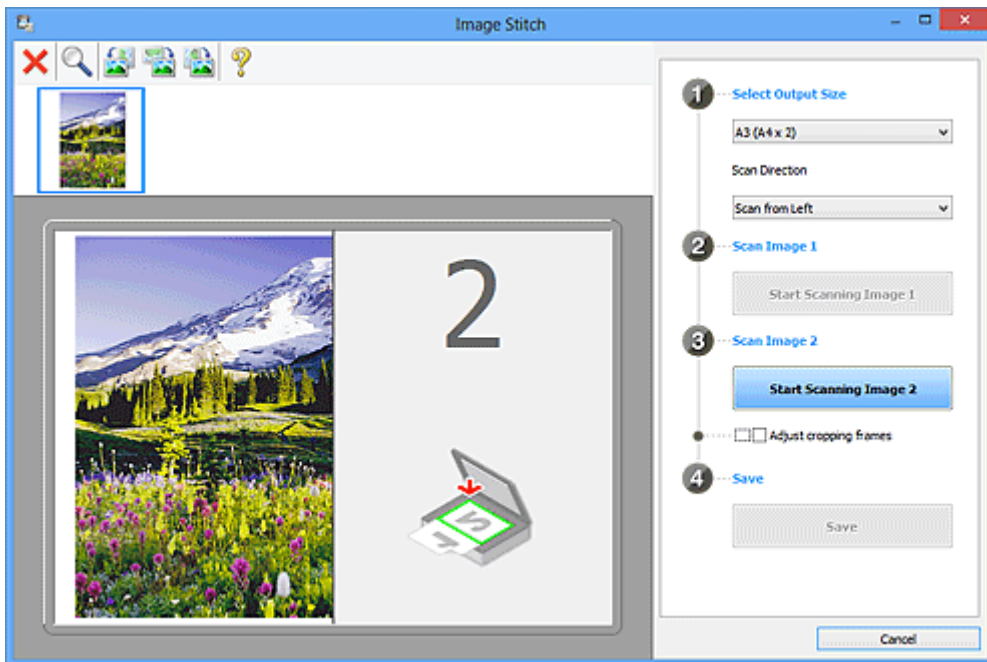 Image Stitch
1
Select Output Size
A3 (A4 x 2)
Scan Direction
Scan from Left
2
Scan Image 1
Start Scanning Image 1
3
Scan Image 2
Start Scanning Image 2
Adjust cropping frames
4
Save
Save
Cancel
2